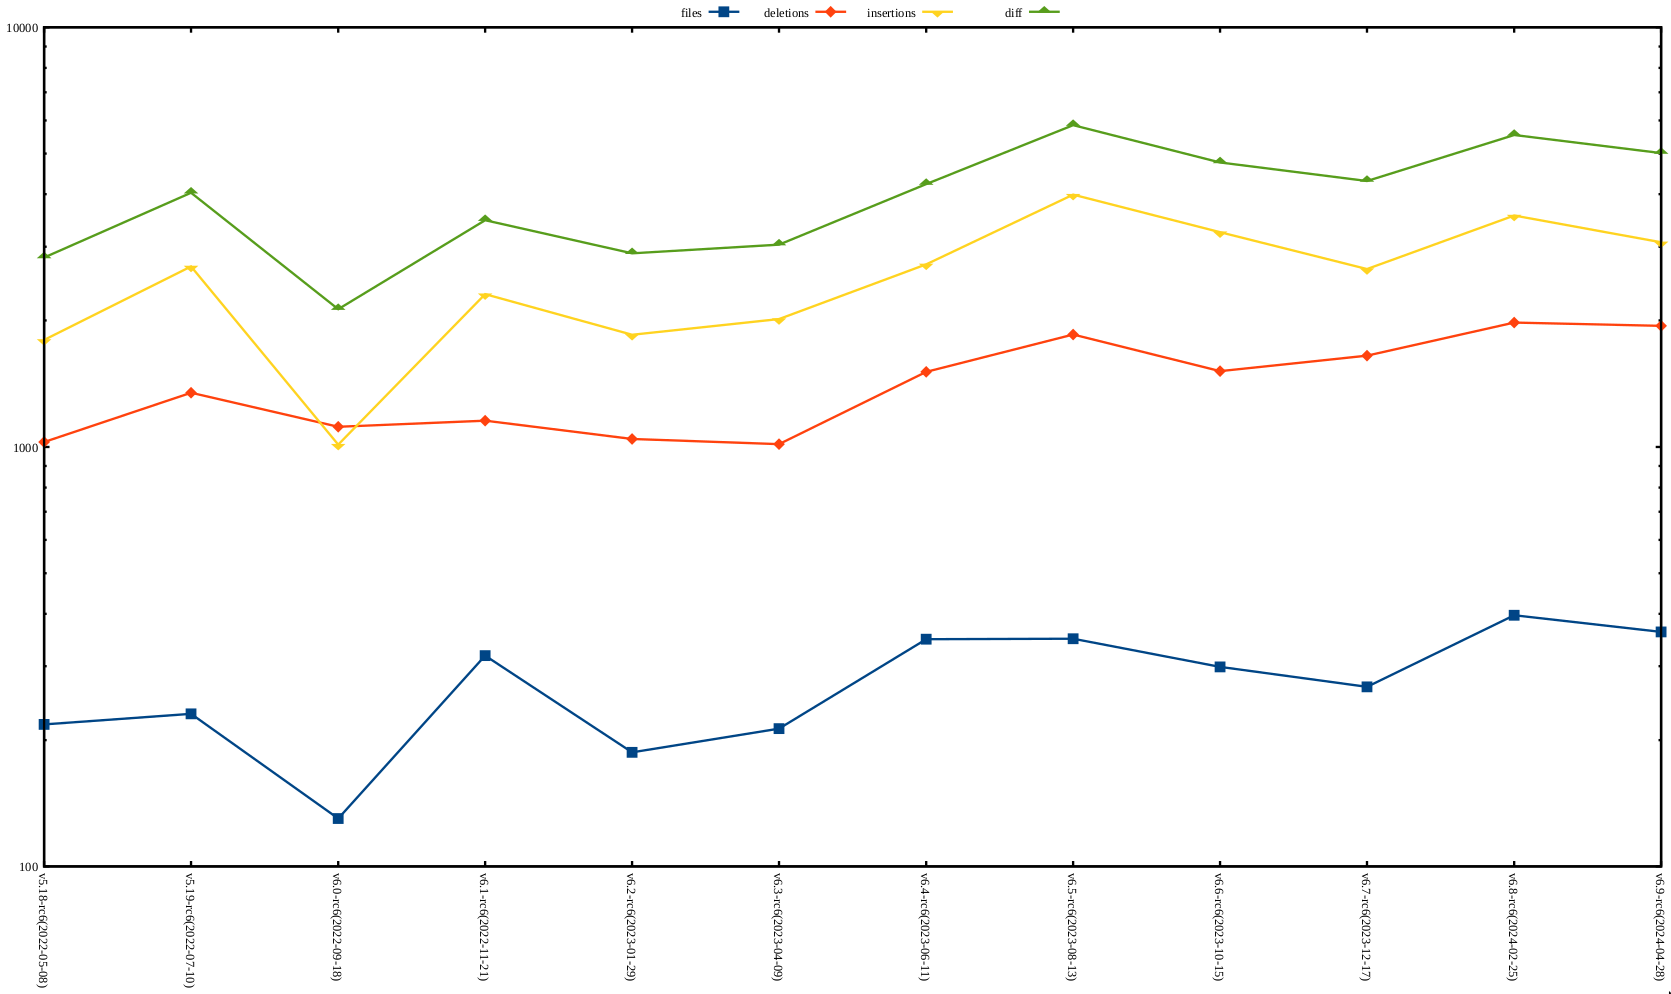 files deletions insertions diff
10000
1000
100
v5.18-rc6(2022-05-08)
v5.19-rc6(2022-07-10)
v6.0-rc6(2022-09-18)
v6.1-rc6(2022-11-21)
v6.2-rc6(2023-01-29)
v6.3-rc6(2023-04-09)
v6.4-rc6(2023-06-11)
v6.5-rc6(2023-08-13)
v6.6-rc6(2023-10-15)
v6.7-rc6(2023-12-17)
v6.8-rc6(2024-02-25)
v6.9-rc6(2024-04-28)